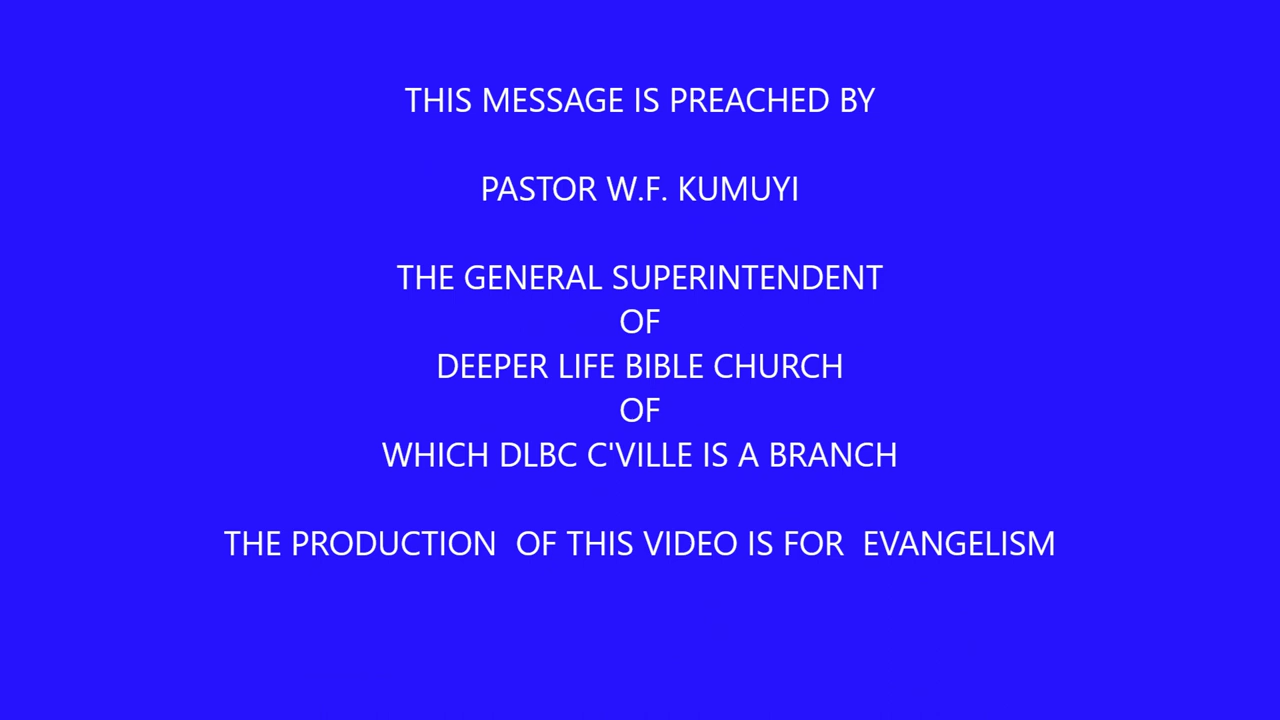 THIS MESSAGE IS PREACHED BY
PASTOR W.F. KUMUYI
THE GENERAL SUPERINTENDENT
OF
DEEPER LIFE BIBLE CHURCH
OF
WHICH DLBC C'VILLE IS A BRANCH
THE PRODUCTION  OF THIS VIDEO IS FOR  EVANGELISM